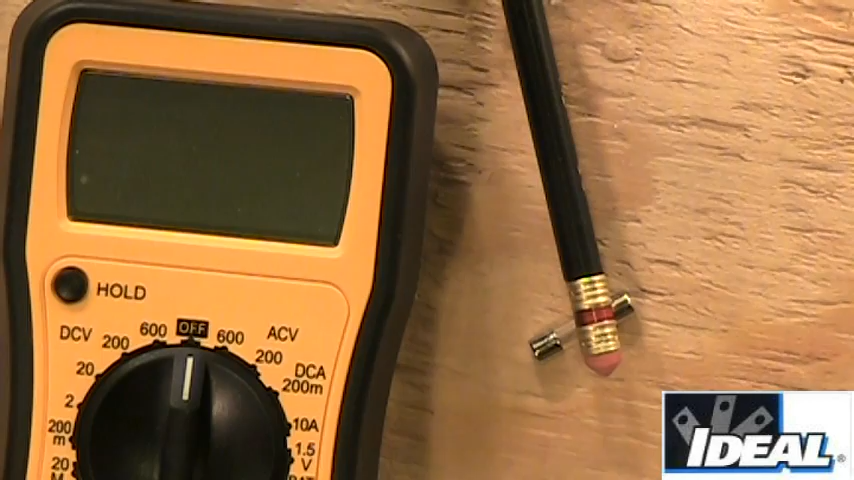 HOLD
DCV 200 600 OFF 600 ACV
20 200 DCA
200m
2
200 10A
m 1.5
V
20
IDEAL®